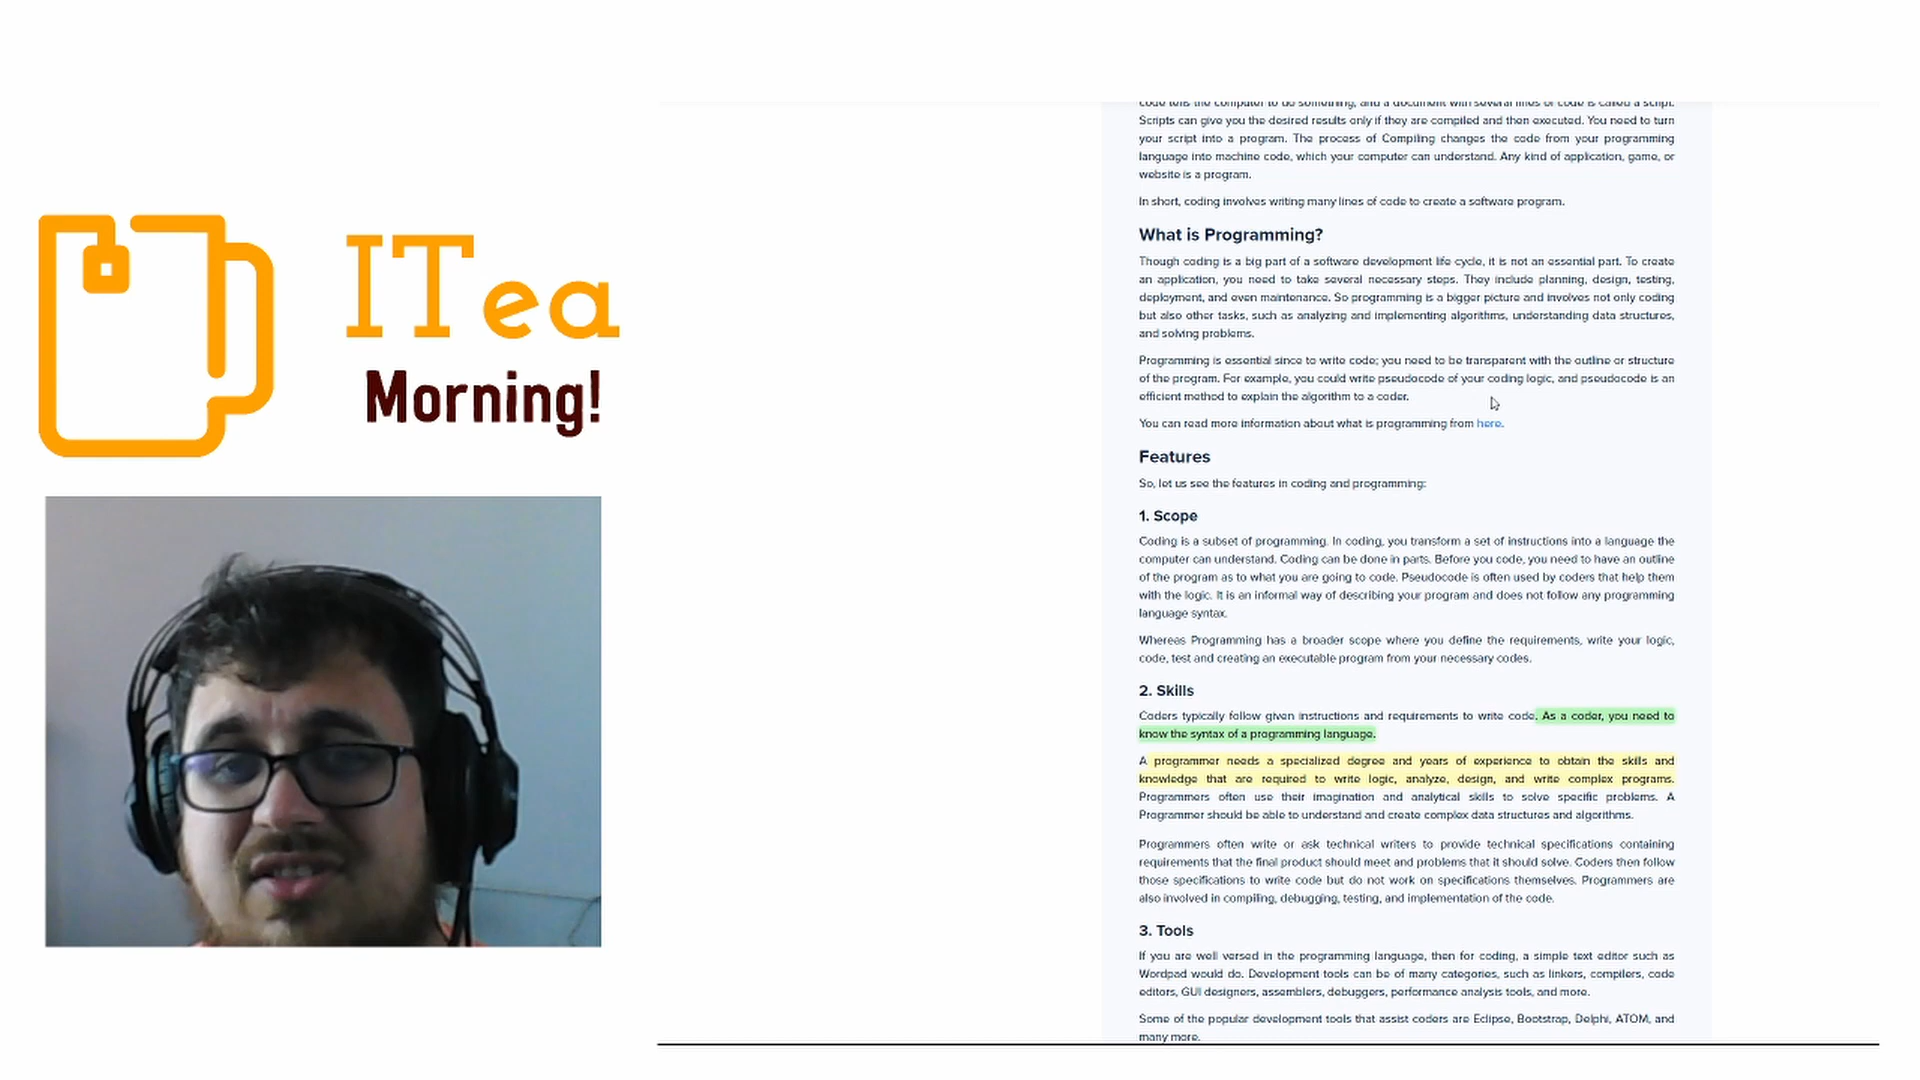 ITea
Morning!
code tells the computer to do something, and a document with several lines of code is called a script.
Scripts can give you the desired results only if they are compiled and then executed. You need to turn
your script into a program. The process of Compiling changes the code from your programming
language into machine code, which your computer can understand. Any kind of application, game, or
website is a program.
In short, coding involves writing many lines of code to create a software program.
What is Programming?
Though coding is a big part of a software development life cycle, it is not an essential part. To create
an application, you need to take several necessary steps. They include planning, design, testing,
deployment, and even maintenance. So programming is a bigger picture and involves not only coding
but also other tasks, such as analyzing and implementing algorithms, understanding data structures,
and solving problems.
Programming is essential since to write code; you need to be transparent with the outline or structure
of the program. For example, you could write pseudocode of your coding logic, and pseudocode is an
efficient method to explain the algorithm to a coder.
You can read more information about what is programming from here.
Features
So, let us see the features in coding and programming:
1. Scope
Coding is a subset of programming. In coding, you transform a set of instructions into a language the
computer can understand. Coding can be done in parts. Before you code, you need to have an outline
of the program as to what you are going to code. Pseudocode is often used by coders that help them
with the logic. It is an informal way of describing your program and does not follow any programming
language syntax.
Whereas Programming has a broader scope where you define the requirements, write your logic,
code, test and creating an executable program from your necessary codes.
2. Skills
Coders typically follow given instructions and requirements to write code. As a coder, you need to
know the syntax of a programming language.
A programmer needs a specialized degree and years of experience to obtain the skills and
knowledge that are required to write logic, analyze, design, and write complex programs.
Programmers often use their imagination and analytical skills to solve specific problems. A
Programmer should be able to understand and create complex data structures and algorithms.
Programmers often write or ask technical writers to provide technical specifications containing
requirements that the final product should meet and problems that it should solve. Coders then follow
those specifications to write code but do not work on specifications themselves. Programmers are
also involved in compiling, debugging, testing, and implementation of the code.
3. Tools
If you are well versed in the programming language, then for coding, a simple text editor such as
Wordpad would do. Development tools can be of many categories, such as linkers, compilers, code
editors, GUI designers, assemblers, debuggers, performance analysis tools, and more.
Some of the popular development tools that assist coders are Eclipse, Bootstrap, Delphi, ATOM, and
many more.